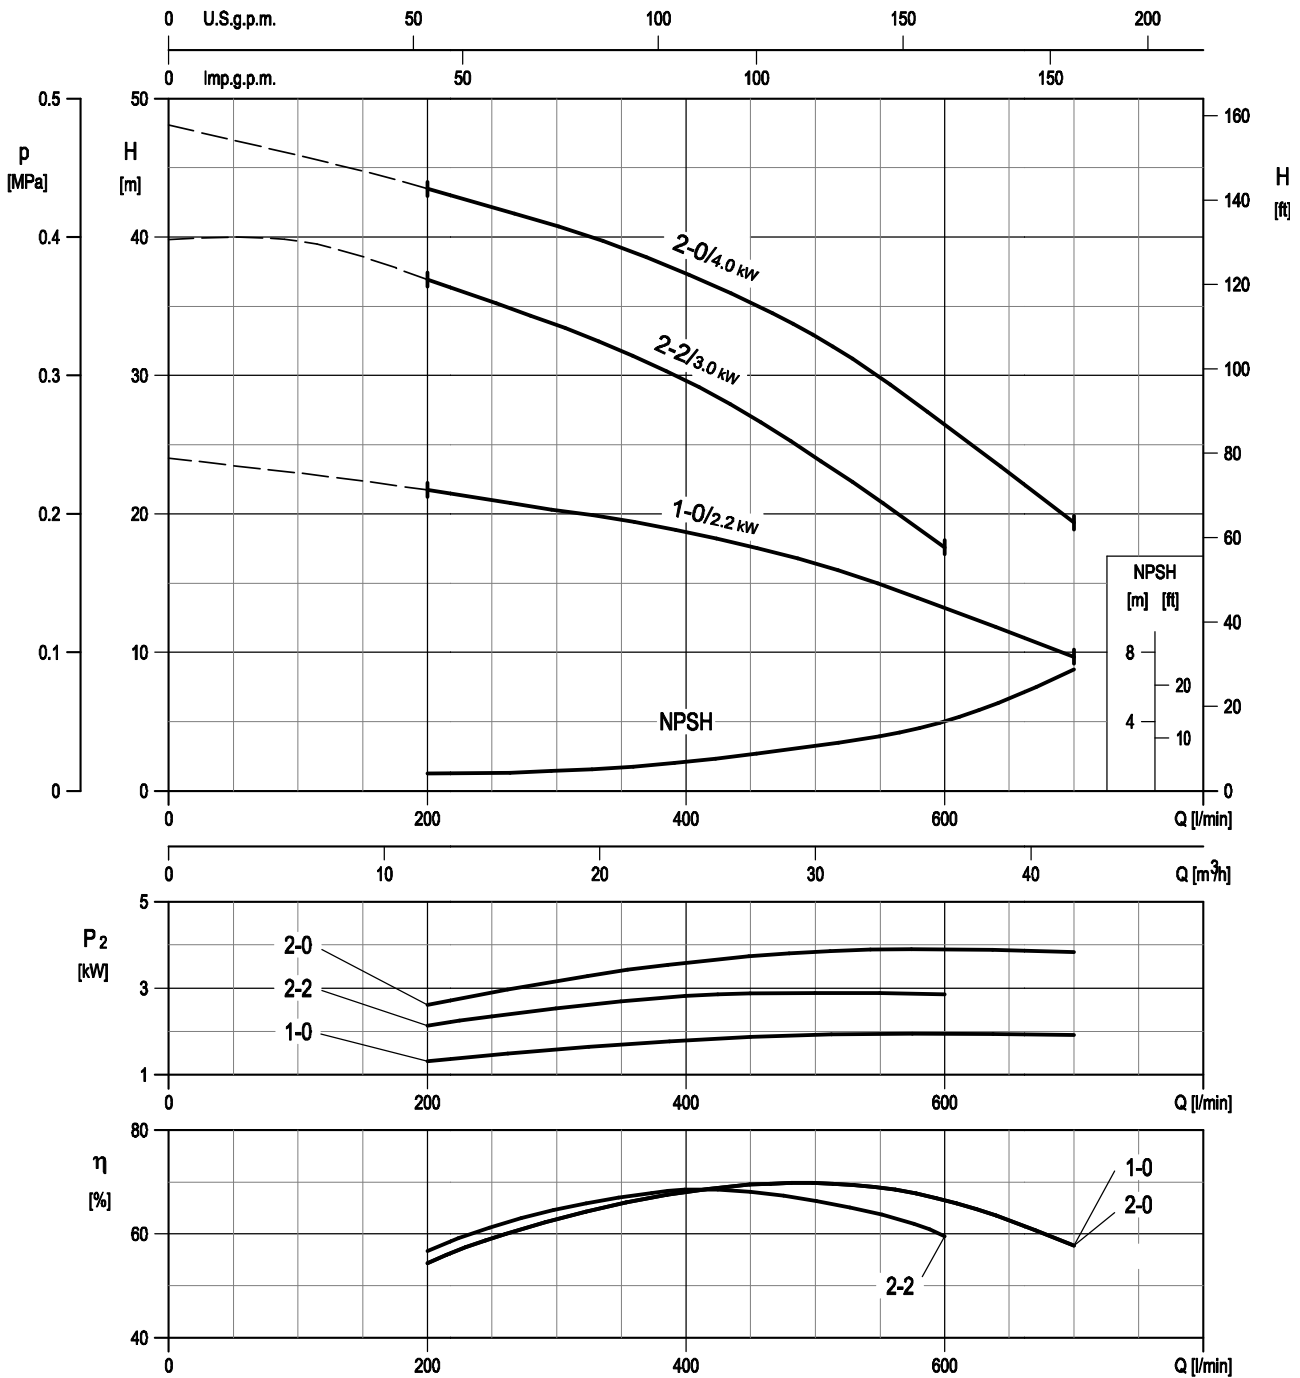 0 U.S.g.p.m. 50 100 150 200
0 Imp.g.p.m. 50 100 150
p
[MPa]
0.5
0.4
0.3
0.2
0.1
0
H
[m]
50
40
30
20
10
0
H
[ft]
160
140
120
100
80
60
40
20
0
2-0/4.0 kW
2-2/3.0 kW
1-0/2.2 kW
NPSH
NPSH
[m] [ft]
8
20
4
10
200 400 600 Q [l/min]
0 10 20 30 40 Q [m³/h]
P2
[kW]
5
3
1
2-0
2-2
1-0
0 200 400 600 Q [l/min]
η
[%]
80
60
40
1-0
2-0
2-2
0 200 400 600 Q [l/min]